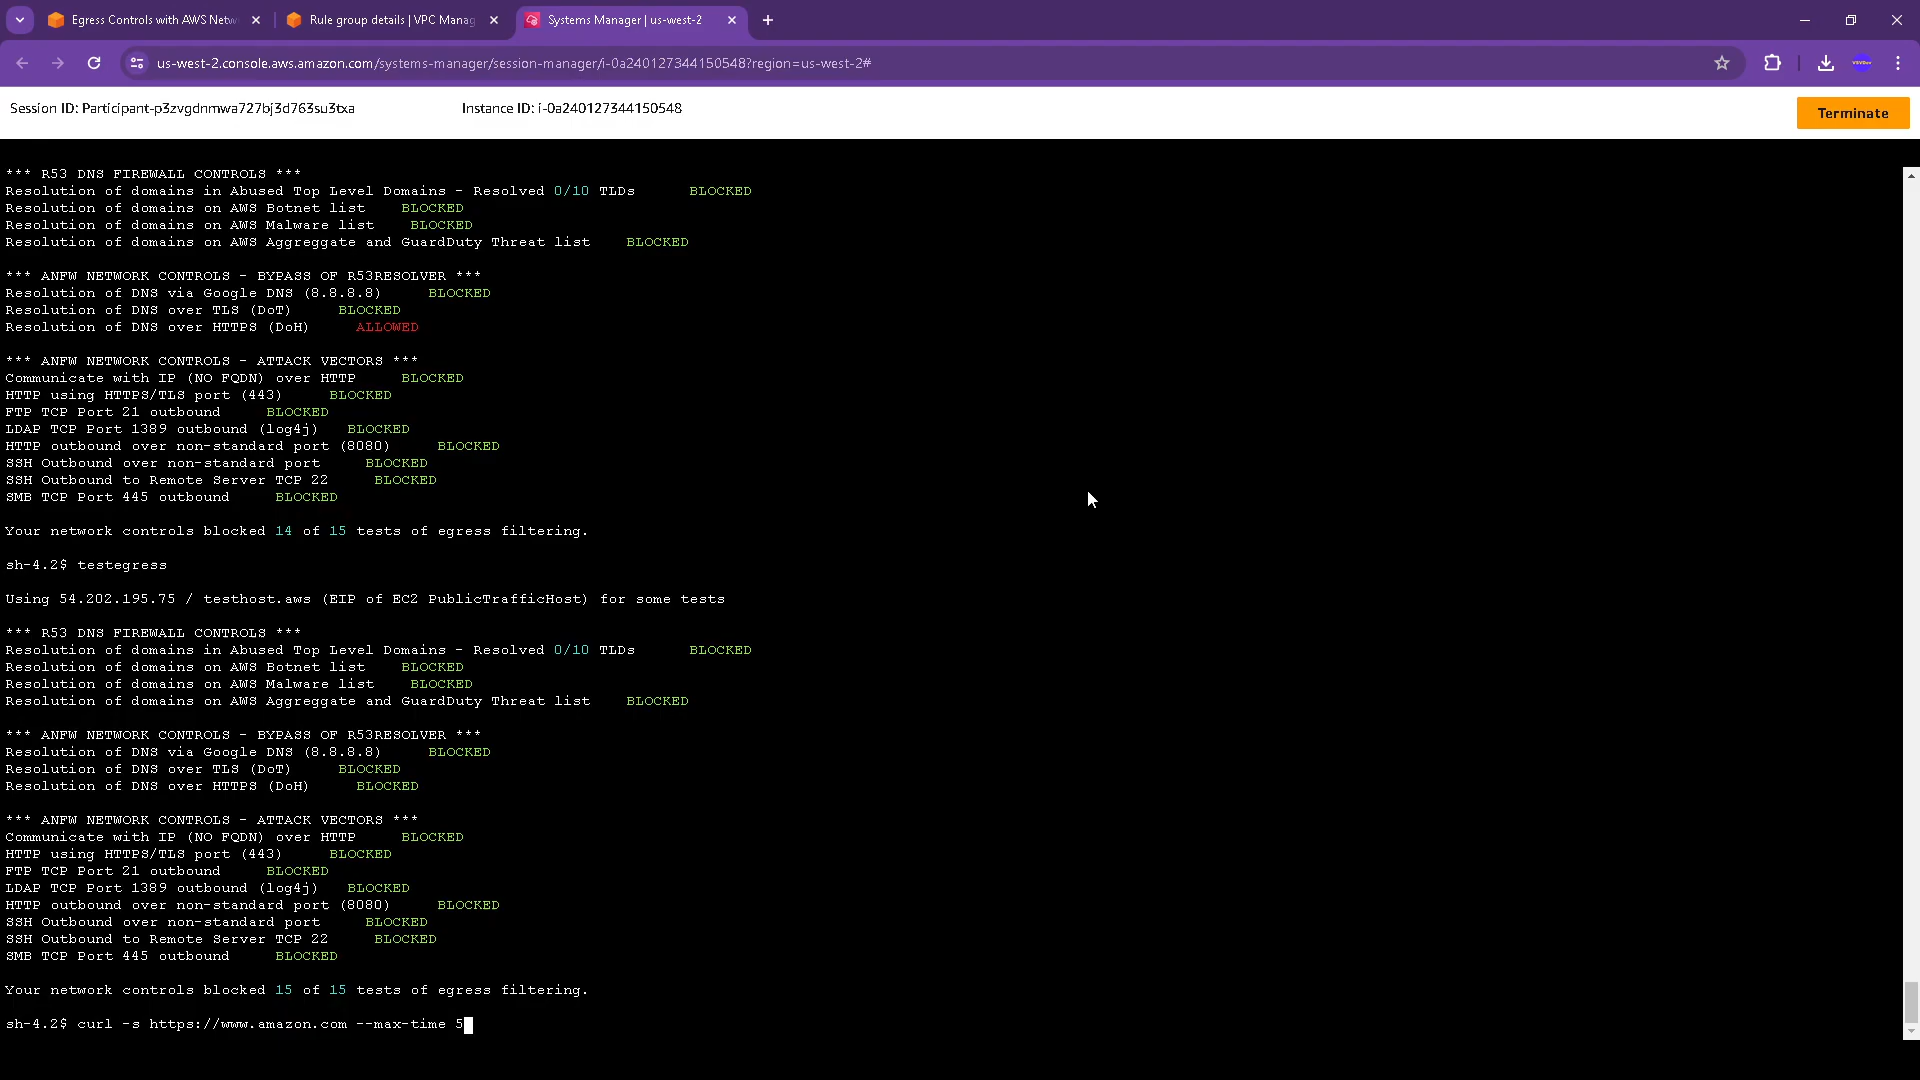 Egress Controls with AWS Netw
Rule group details | VPC Manag
Systems Manager | us-west-2
us-west-2.console.aws.amazon.com/systems-manager/session-manager/i-0a240127344150548?region=us-west-2#
Session ID: Participant-p3zvgdnmwa727bj3d763su3txa
Instance ID: i-0a240127344150548
Terminate
*** R53 DNS FIREWALL CONTROLS ***
Resolution of domains in Abused Top Level Domains - Resolved 0/10 TLDs BLOCKED
Resolution of domains on AWS Botnet list BLOCKED
Resolution of domains on AWS Malware list BLOCKED
Resolution of domains on AWS Aggreggate and GuardDuty Threat list BLOCKED
*** ANFW NETWORK CONTROLS - BYPASS OF R53RESOLVER ***
Resolution of DNS via Google DNS (8.8.8.8) BLOCKED
Resolution of DNS over TLS (DoT) BLOCKED
Resolution of DNS over HTTPS (DoH) ALLOWED
*** ANFW NETWORK CONTROLS - ATTACK VECTORS ***
Communicate with IP (NO FQDN) over HTTP BLOCKED
HTTP using HTTPS/TLS port (443) BLOCKED
FTP TCP Port 21 outbound BLOCKED
LDAP TCP Port 1389 outbound (log4j) BLOCKED
HTTP outbound over non-standard port (8080) BLOCKED
SSH Outbound over non-standard port BLOCKED
SSH Outbound to Remote Server TCP 22 BLOCKED
SMB TCP Port 445 outbound BLOCKED
Your network controls blocked 14 of 15 tests of egress filtering.
sh-4.2$ testegress
Using 54.202.195.75 / testhost.aws (EIP of EC2 PublicTrafficHost) for some tests
*** R53 DNS FIREWALL CONTROLS ***
Resolution of domains in Abused Top Level Domains - Resolved 0/10 TLDs BLOCKED
Resolution of domains on AWS Botnet list BLOCKED
Resolution of domains on AWS Malware list BLOCKED
Resolution of domains on AWS Aggreggate and GuardDuty Threat list BLOCKED
*** ANFW NETWORK CONTROLS - BYPASS OF R53RESOLVER ***
Resolution of DNS via Google DNS (8.8.8.8) BLOCKED
Resolution of DNS over TLS (DoT) BLOCKED
Resolution of DNS over HTTPS (DoH) BLOCKED
*** ANFW NETWORK CONTROLS - ATTACK VECTORS ***
Communicate with IP (NO FQDN) over HTTP BLOCKED
HTTP using HTTPS/TLS port (443) BLOCKED
FTP TCP Port 21 outbound BLOCKED
LDAP TCP Port 1389 outbound (log4j) BLOCKED
HTTP outbound over non-standard port (8080) BLOCKED
SSH Outbound over non-standard port BLOCKED
SSH Outbound to Remote Server TCP 22 BLOCKED
SMB TCP Port 445 outbound BLOCKED
Your network controls blocked 15 of 15 tests of egress filtering.
sh-4.2$ curl -s https://www.amazon.com --max-time 5